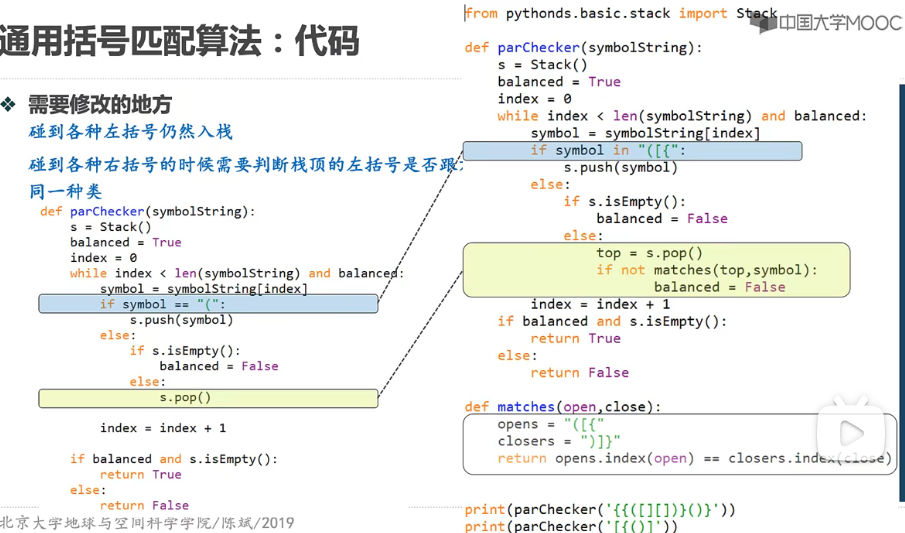 通用括号匹配算法：代码
需要修改的地方
碰到各种左括号仍然入栈
碰到各种右括号的时候需要判断栈顶的左括号是否跟
同一种类
def parChecker(symbolString):
    s = Stack()
    balanced = True
    index = 0
    while index < len(symbolString) and balanced:
        symbol = symbolString[index]
        if symbol == "(":
            s.push(symbol)
        else:
            if s.isEmpty():
                balanced = False
            else:
                s.pop()
        index = index + 1
    if balanced and s.isEmpty():
        return True
    else:
        return False
北京大学地球与空间科学学院/陈斌/2019
from pythonds.basic.stack import Stack
中国大学MOOC
def parChecker(symbolString):
    s = Stack()
    balanced = True
    index = 0
    while index < len(symbolString) and balanced:
        symbol = symbolString[index]
        if symbol in "([{":
            s.push(symbol)
        else:
            if s.isEmpty():
                balanced = False
            else:
                top = s.pop()
                if not matches(top,symbol):
                    balanced = False
        index = index + 1
    if balanced and s.isEmpty():
        return True
    else:
        return False
def matches(open,close):
    opens = "([{"
    closers = ")]}"
    return opens.index(open) == closers.index(close)
print(parChecker('{{([][])}()}'))
print(parChecker('[{()]'))